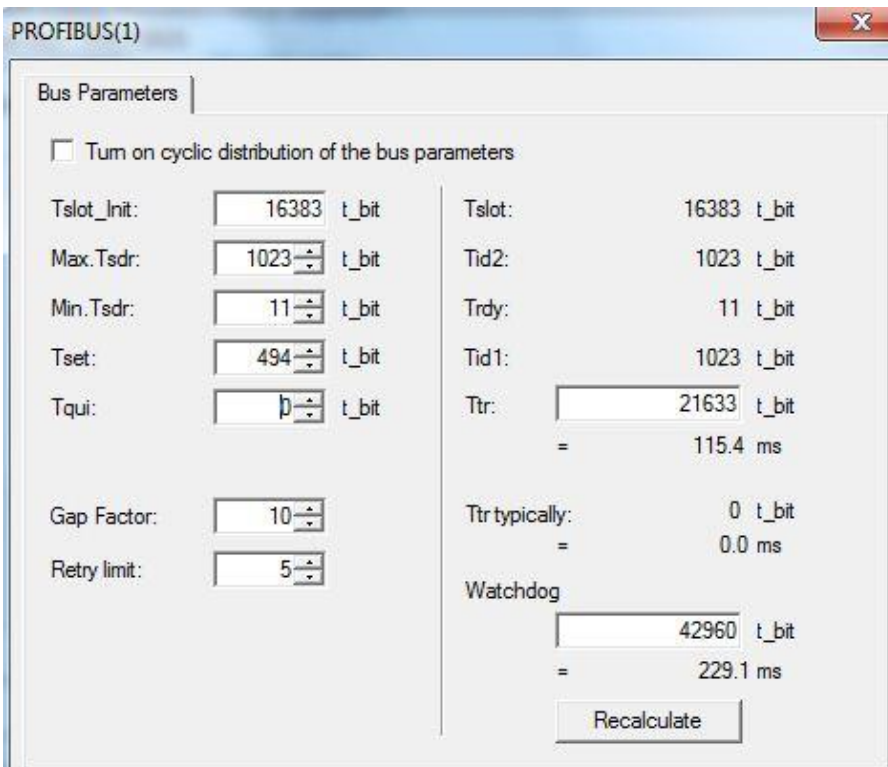 PROFIBUS(1)
Bus Parameters
Turn on cyclic distribution of the bus parameters
Tslot_Init: 16383 t_bit
Max.Tsdr: 1023 t_bit
Min.Tsdr: 11 t_bit
Tset: 494 t_bit
Tqui: 0 t_bit
Gap Factor: 10
Retry limit: 5
Tslot: 16383 t_bit
Tid2: 1023 t_bit
Trdy: 11 t_bit
Tid1: 1023 t_bit
Ttr: 21633 t_bit
= 115.4 ms
Ttr typically: 0 t_bit
= 0.0 ms
Watchdog
42960 t_bit
= 229.1 ms
Recalculate